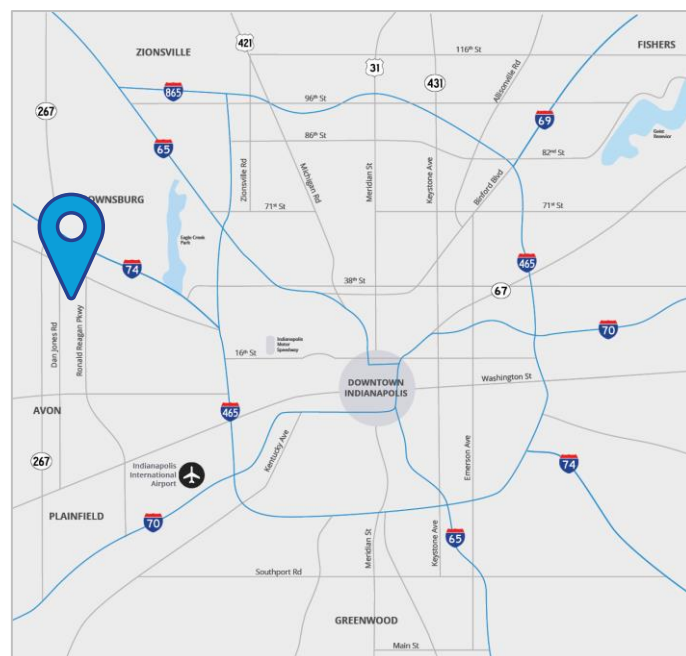 421
ZIONSVILLE
116th St
FISHERS
31
431
Allisonville Rd
865
96th St
267
69
65
86th St
Geist
Reservoir
82nd St
Zionsville Rd
Michigan Rd
Meridian St
Keystone Ave
Binford Blvd
OWNSBURG
71st St
71st St
Eagle Creek
Park
465
74
38th St
67
Dan Jones Rd
Ronald Reagan Pkwy
70
Indianapolis
Motor
Speedway
16th St
DOWNTOWN
INDIANAPOLIS
Washington St
AVON
465
267
Kentucky Ave
Emerson Ave
Indianapolis
International
Airport
74
PLAINFIELD
70
Meridian St
Keystone Ave
65
Southport Rd
GREENWOOD
Main St